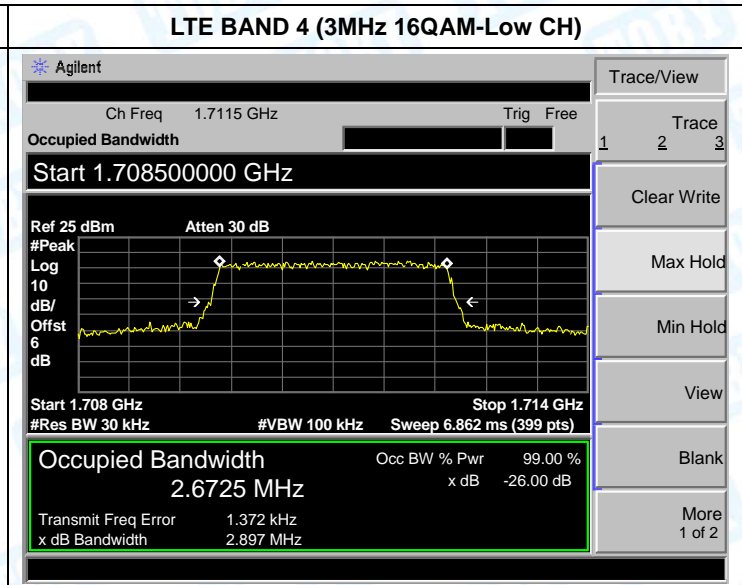 LTE BAND 4 (3MHz 16QAM-Low CH)
Agilent
Trace/View
Ch Freq 1.7115 GHz Trig Free
Occupied Bandwidth
Trace
1 2 3
Start 1.708500000 GHz
Clear Write
Ref 25 dBm Atten 30 dB
#Peak
Log
10
dB/
Offst
6
dB
Max Hold
Min Hold
View
Start 1.708 GHz Stop 1.714 GHz
#Res BW 30 kHz #VBW 100 kHz Sweep 6.862 ms (399 pts)
Occupied Bandwidth Occ BW % Pwr 99.00 %
2.6725 MHz x dB -26.00 dB
Blank
Transmit Freq Error 1.372 kHz
x dB Bandwidth 2.897 MHz
More
1 of 2